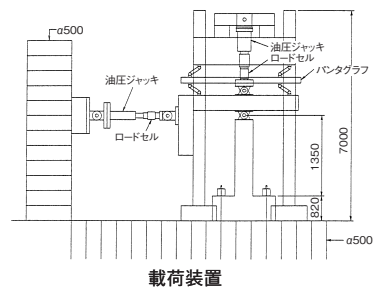 α500
油圧ジャッキ
ロードセル
パンタグラフ
油圧ジャッキ
ロードセル
7000
1350
820
α500
載荷装置